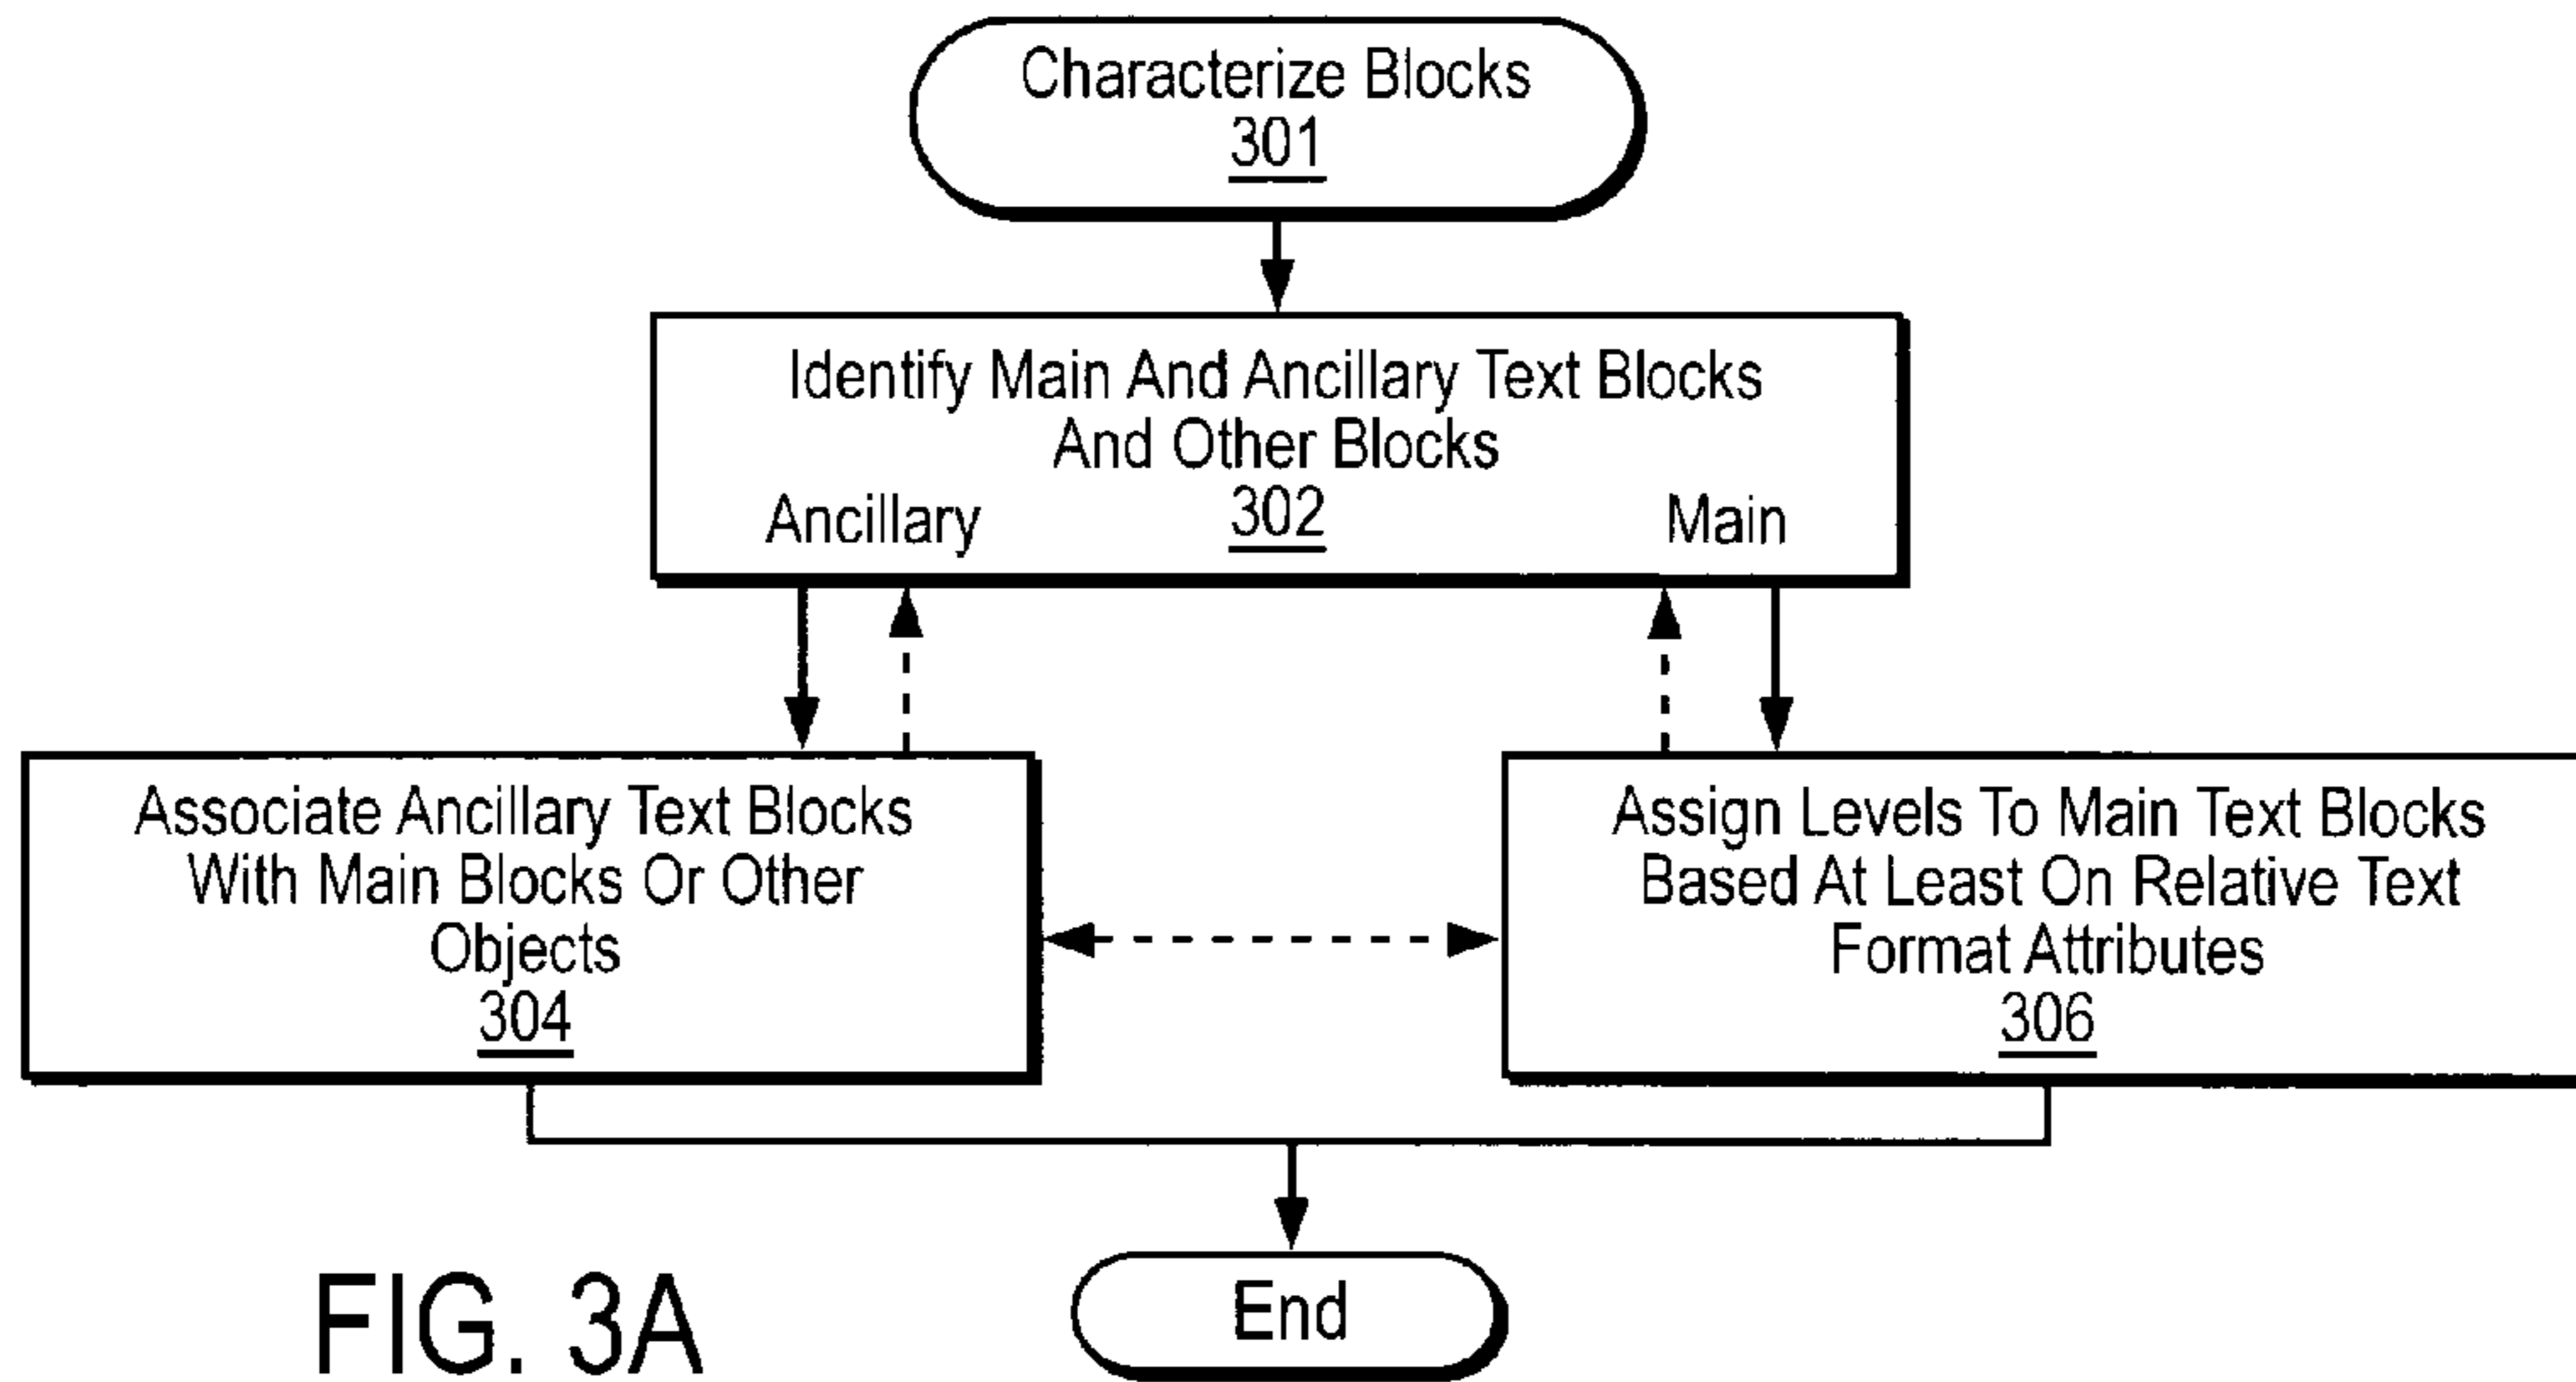 Characterize Blocks
301
Identify Main And Ancillary Text Blocks
And Other Blocks
302
Ancillary
Main
Associate Ancillary Text Blocks
With Main Blocks Or Other
Objects
304
Assign Levels To Main Text Blocks
Based At Least On Relative Text
Format Attributes
306
End
FIG. 3A